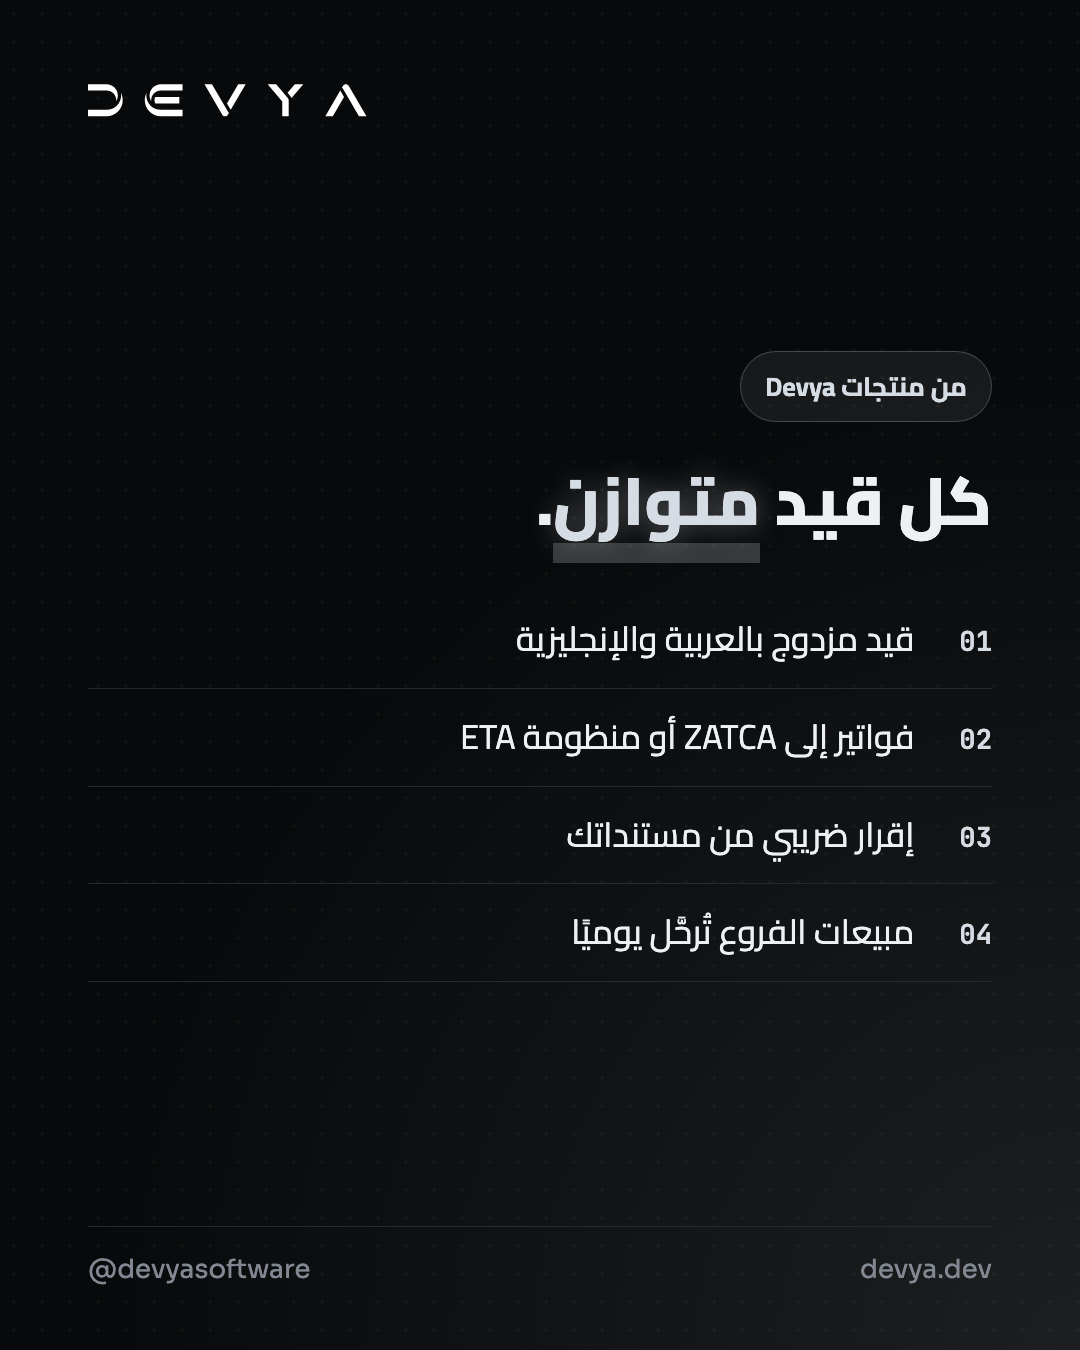 DEVYA
من منتجات Devya
كل قيد متوازن.
01 قيد مزدوج بالعربية والإنجليزية
02 فواتير إلى ZATCA أو منظومة ETA
03 إقرار ضريبي من مستنداتك
04 مبيعات الفروع تُرحَّل يوميًا
@devyasoftware
devya.dev